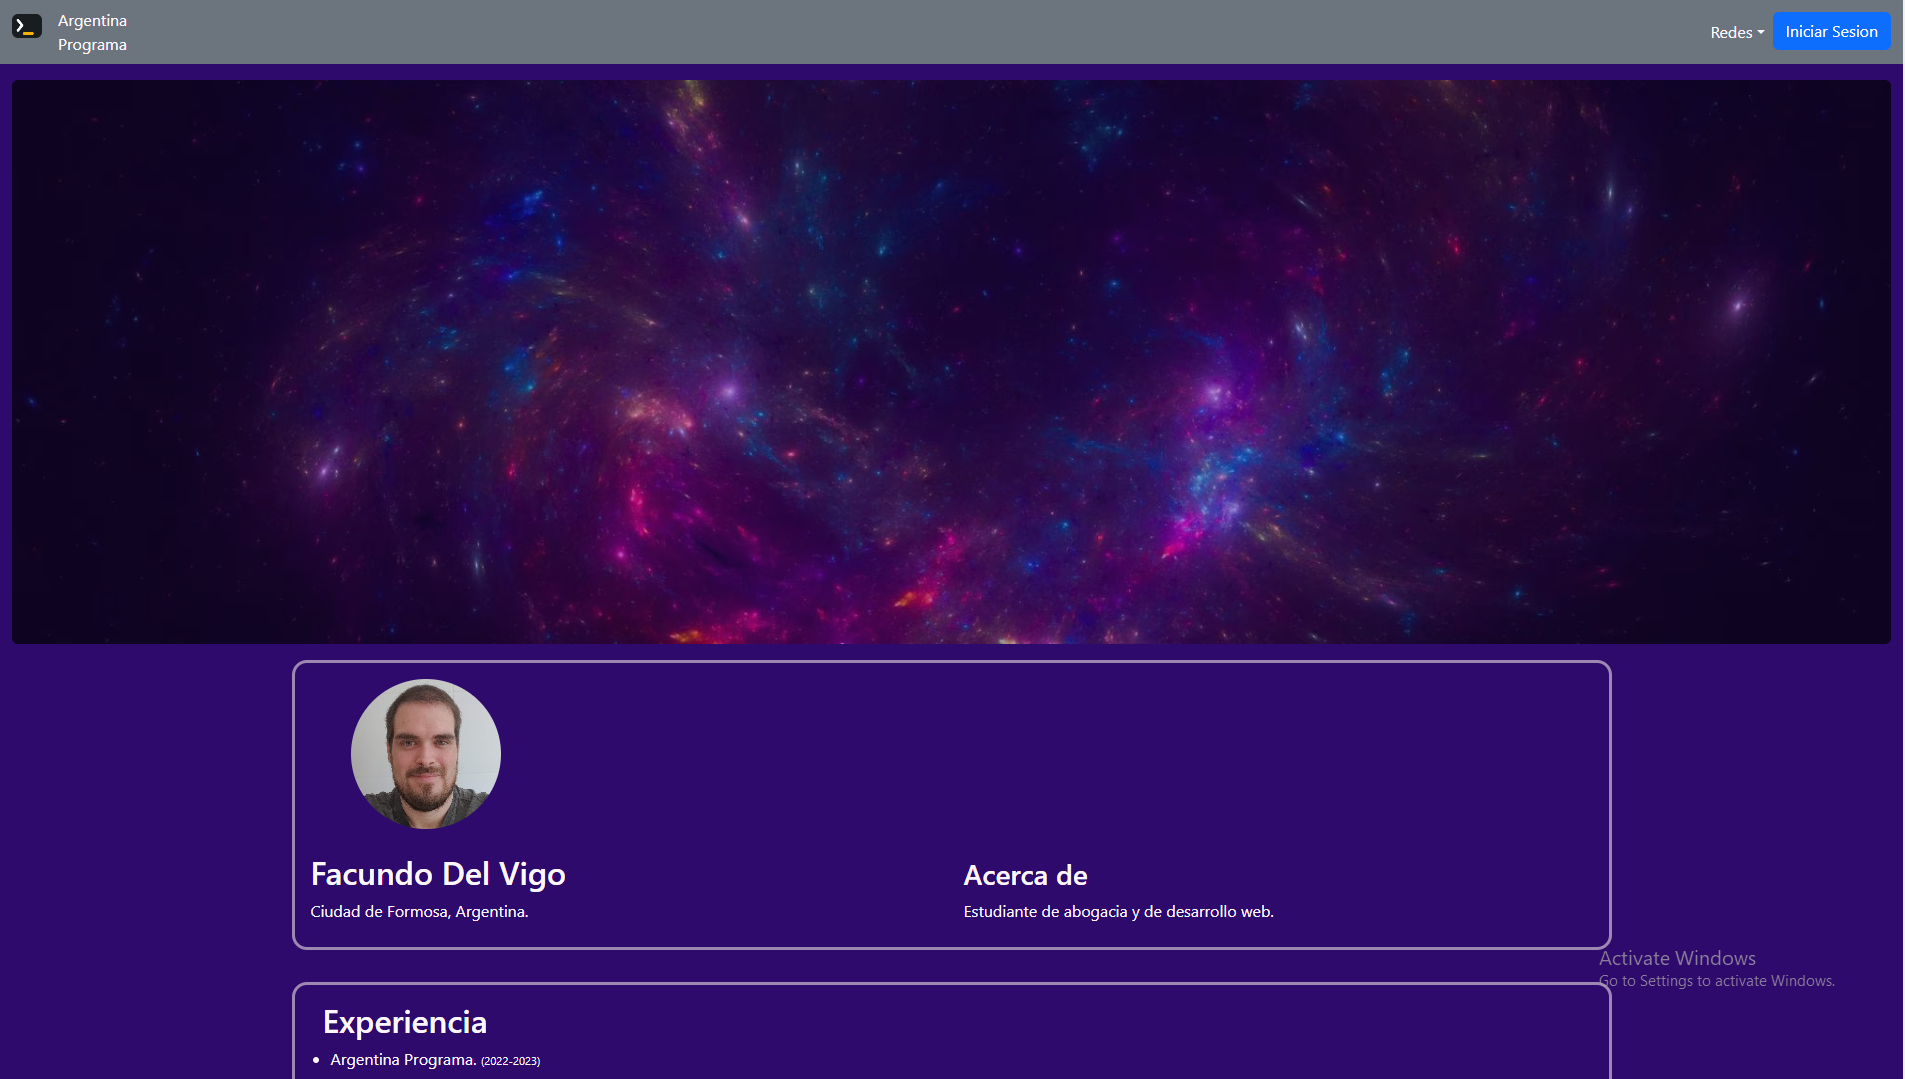 Argentina
Programa
Redes
Iniciar Sesion
Facundo Del Vigo
Ciudad de Formosa, Argentina.
Acerca de
Estudiante de abogacia y de desarrollo web.
Activate Windows
Go to Settings to activate Windows.
Experiencia
Argentina Programa. (2022-2023)